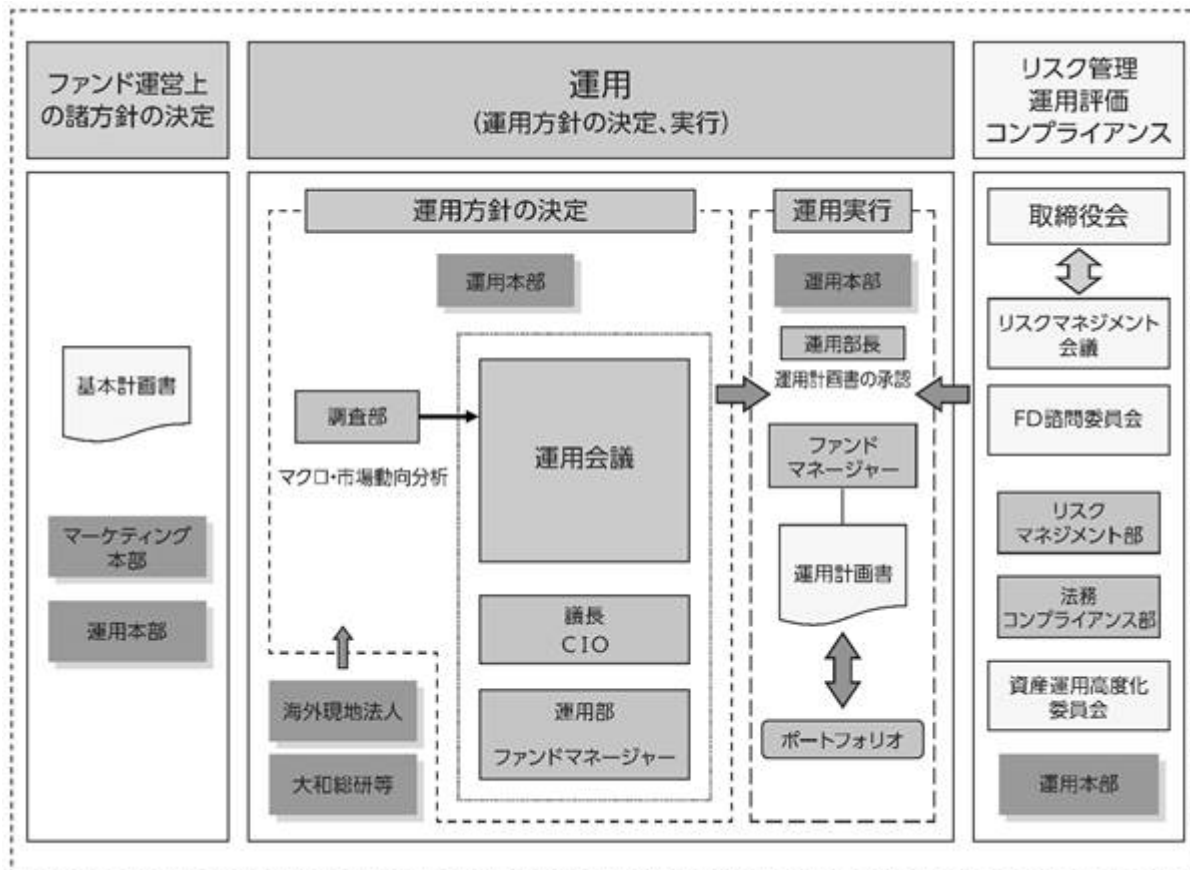 ファンド運営上
の諸方針の決定
運用
(運用方針の決定、実行)
リスク管理
運用評価
コンプライアンス
基本計画書
マーケティング
本部
運用本部
運用方針の決定
運用本部
調査部
マクロ・市場動向分析
運用会議
議長
CIO
運用部
ファンドマネージャー
海外現地法人
大和総研等
運用実行
運用本部
運用部長
運用計画書の承認
ファンド
マネージャー
運用計画書
ポートフォリオ
取締役会
リスクマネジメント
会議
FD諮問委員会
リスク
マネジメント部
法務
コンプライアンス部
資産運用高度化
委員会
運用本部